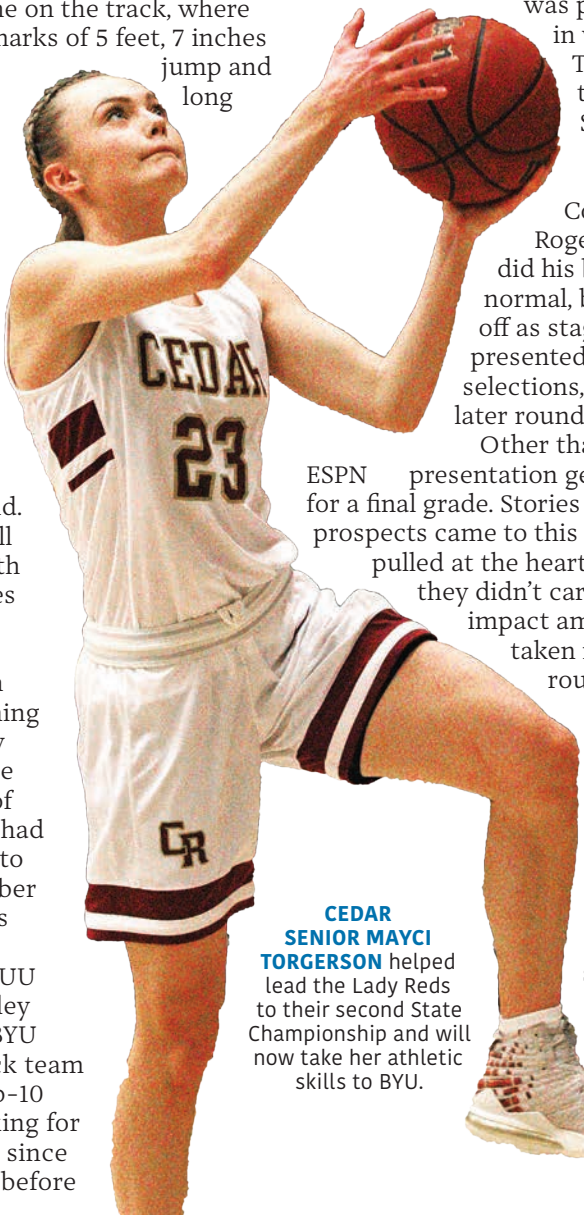 ne on the track, where
marks of 5 feet, 7 inches
jump and
long
d.
ll
th
es
n
ning
y
e
of
had
to
ber
s
UU
ley
BYU
ck team
p-10
ing for
since
before
CEDAR
23
CR
was p
in
T
t
S
Co
Roge
did his
normal, b
off as sta
presented
selections,
later round
Other tha
ESPN presentation ge
for a final grade. Stories
prospects came to this
pulled at the heart
they didn't car
impact am
taken
rou
CEDAR
SENIOR MAYCI
TORGERSON helped
lead the Lady Reds
to their second State
Championship and will
now take her athletic
skills to BYU.